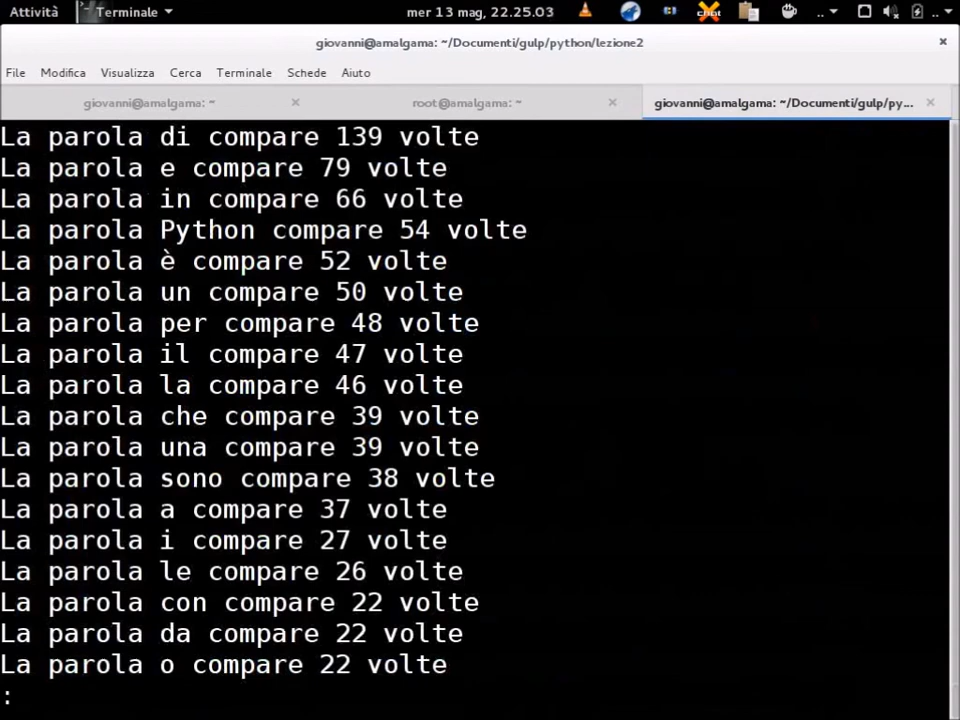 Attività Terminale mer 13 mag, 22.25.03 .. ..
giovanni@amalgama: ~/Documenti/gulp/python/lezione2
File Modifica Visualizza Cerca Terminale Schede Aiuto
giovanni@amalgama: ~ root@amalgama: ~ giovanni@amalgama: ~/Documenti/gulp/py...
La parola di compare 139 volte
La parola e compare 79 volte
La parola in compare 66 volte
La parola Python compare 54 volte
La parola è compare 52 volte
La parola un compare 50 volte
La parola per compare 48 volte
La parola il compare 47 volte
La parola la compare 46 volte
La parola che compare 39 volte
La parola una compare 39 volte
La parola sono compare 38 volte
La parola a compare 37 volte
La parola i compare 27 volte
La parola le compare 26 volte
La parola con compare 22 volte
La parola da compare 22 volte
La parola o compare 22 volte
: